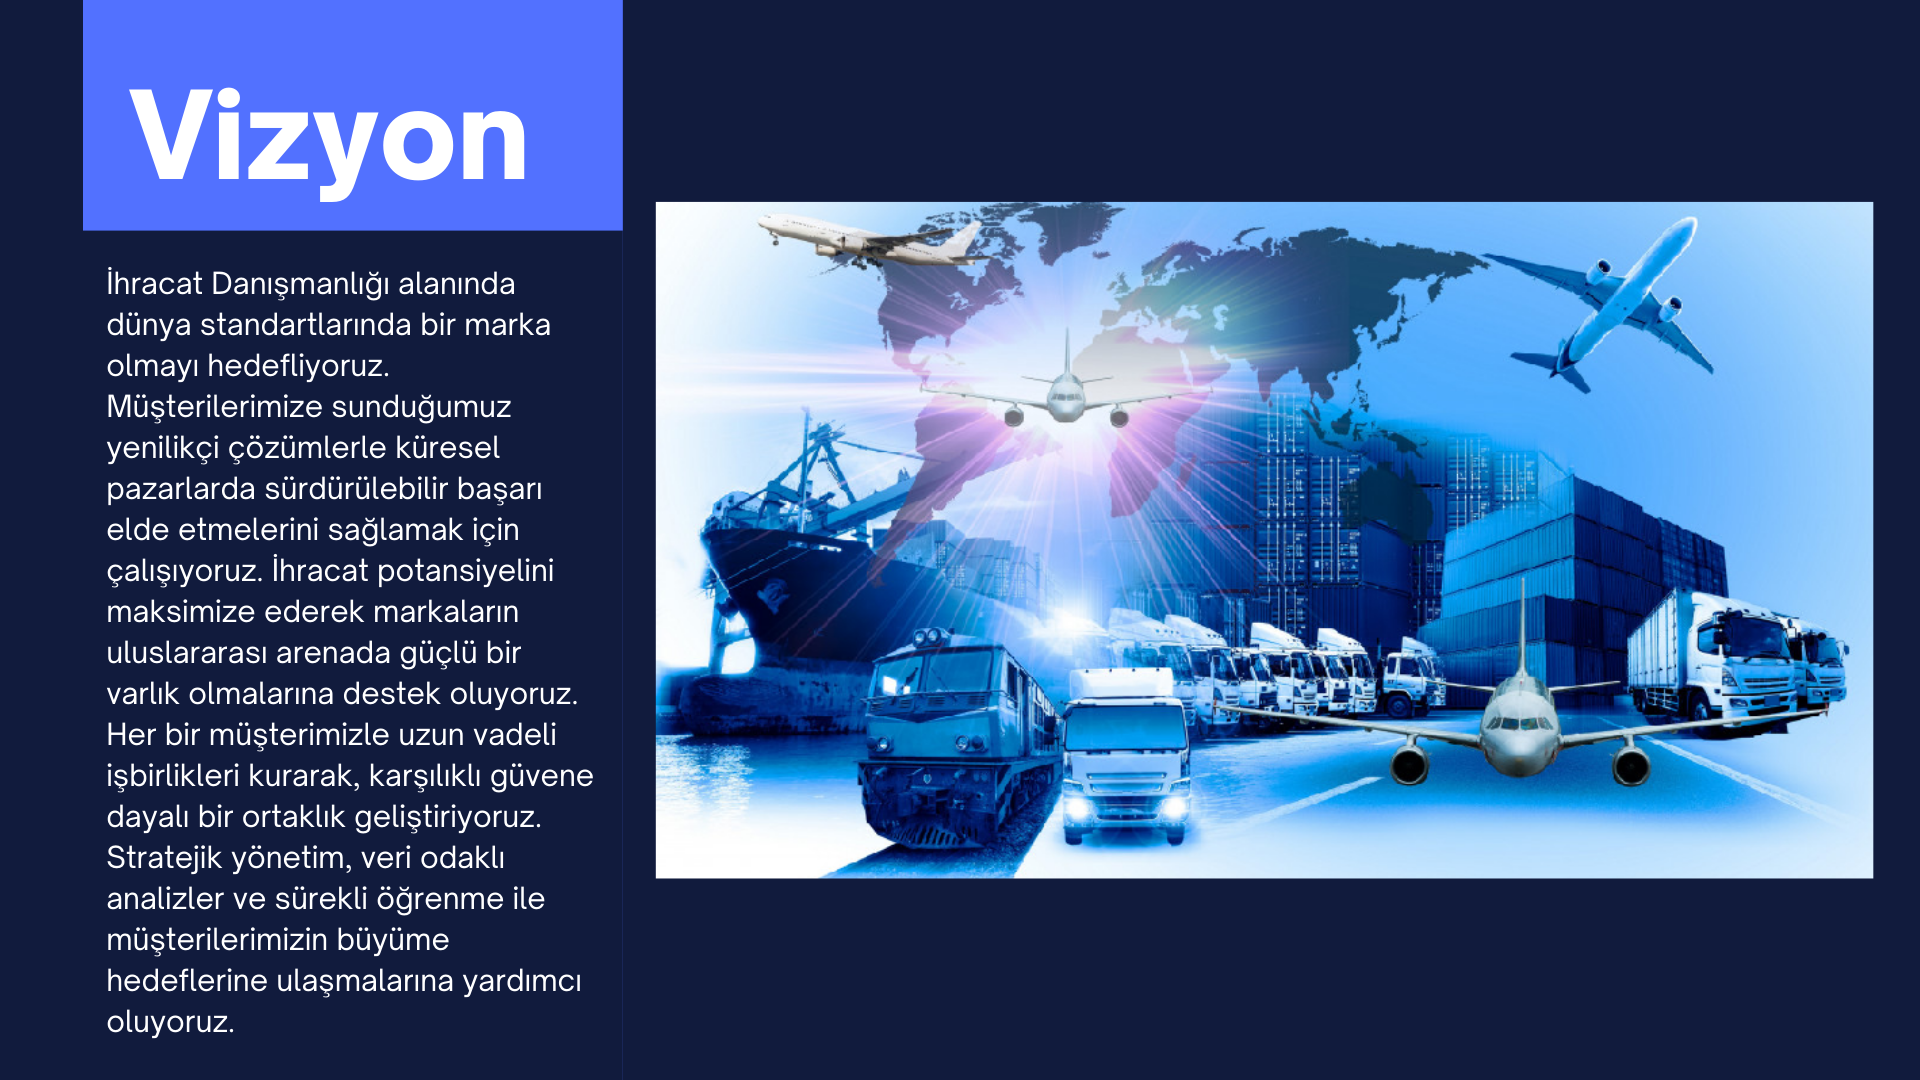 Vizyon
İhracat Danışmanlığı alanında
dünya standartlarında bir marka
olmayı hedefliyoruz.
Müşterilerimize sunduğumuz
yenilikçi çözümlerle küresel
pazarlarda sürdürülebilir başarı
elde etmelerini sağlamak için
çalışıyoruz. İhracat potansiyelini
maksimize ederek markaların
uluslararası arenada güçlü bir
varlık olmalarına destek oluyoruz.
Her bir müşterimizle uzun vadeli
işbirlikleri kurarak, karşılıklı güvene
dayalı bir ortaklık geliştiriyoruz.
Stratejik yönetim, veri odaklı
analizler ve sürekli öğrenme ile
müşterilerimizin büyüme
hedeflerine ulaşmalarına yardımcı
oluyoruz.